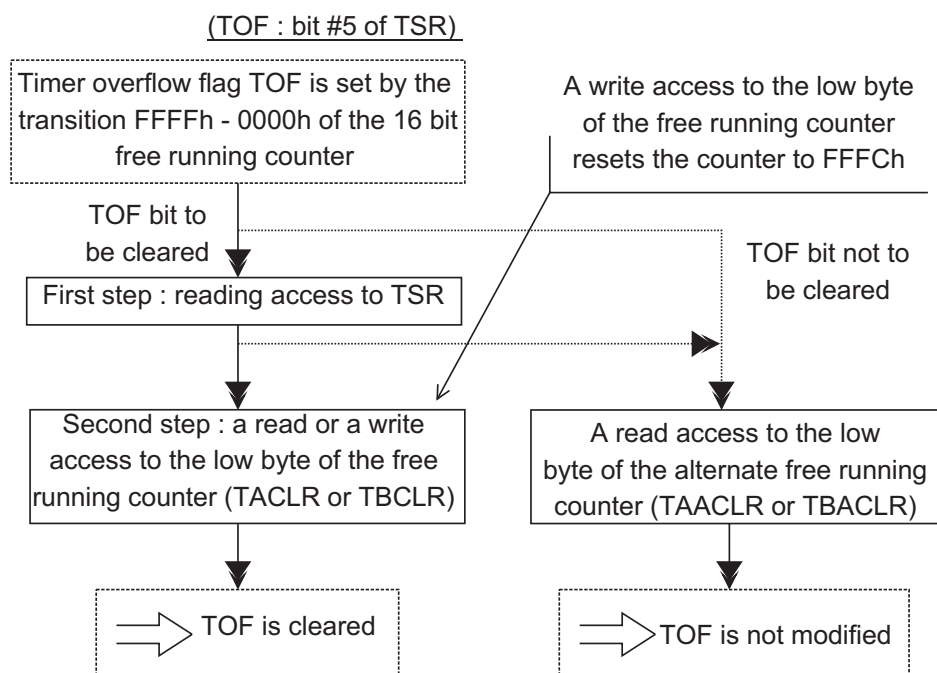 (TOF : bit #5 of TSR)
Timer overflow flag TOF is set by the
transition FFFFh - 0000h of the 16 bit
free running counter
A write access to the low byte
of the free running counter
resets the counter to FFFCh
TOF bit to
be cleared
TOF bit not to
be cleared
First step : reading access to TSR
Second step : a read or a write
access to the low byte of the free
running counter (TACLR or TBCLR)
A read access to the low
byte of the alternate free running
counter (TAACLR or TBACLR)
TOF is cleared
TOF is not modified